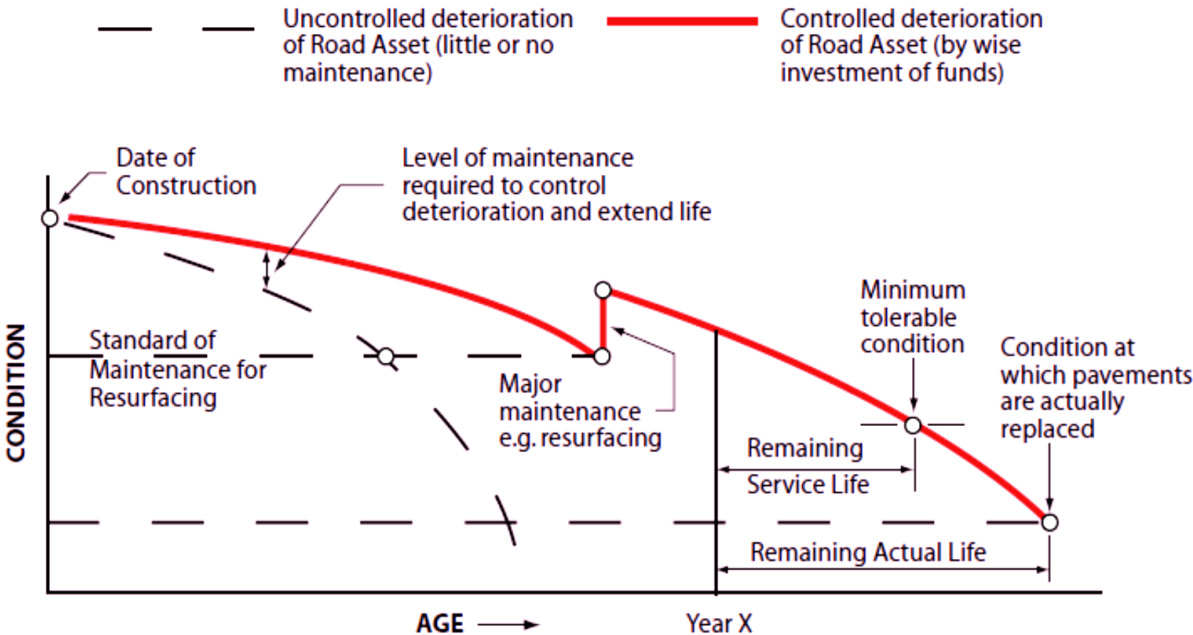 Uncontrolled deterioration
of Road Asset (little or no
maintenance)
Controlled deterioration
of Road Asset (by wise
investment of funds)
Date of
Construction
Level of maintenance
required to control
deterioration and extend life
Standard of
Maintenance for
Resurfacing
Major
maintenance
e.g. resurfacing
Minimum
tolerable
condition
Condition at
which pavements
are actually
replaced
Remaining
Service Life
Remaining Actual Life
CONDITION
AGE
Year X